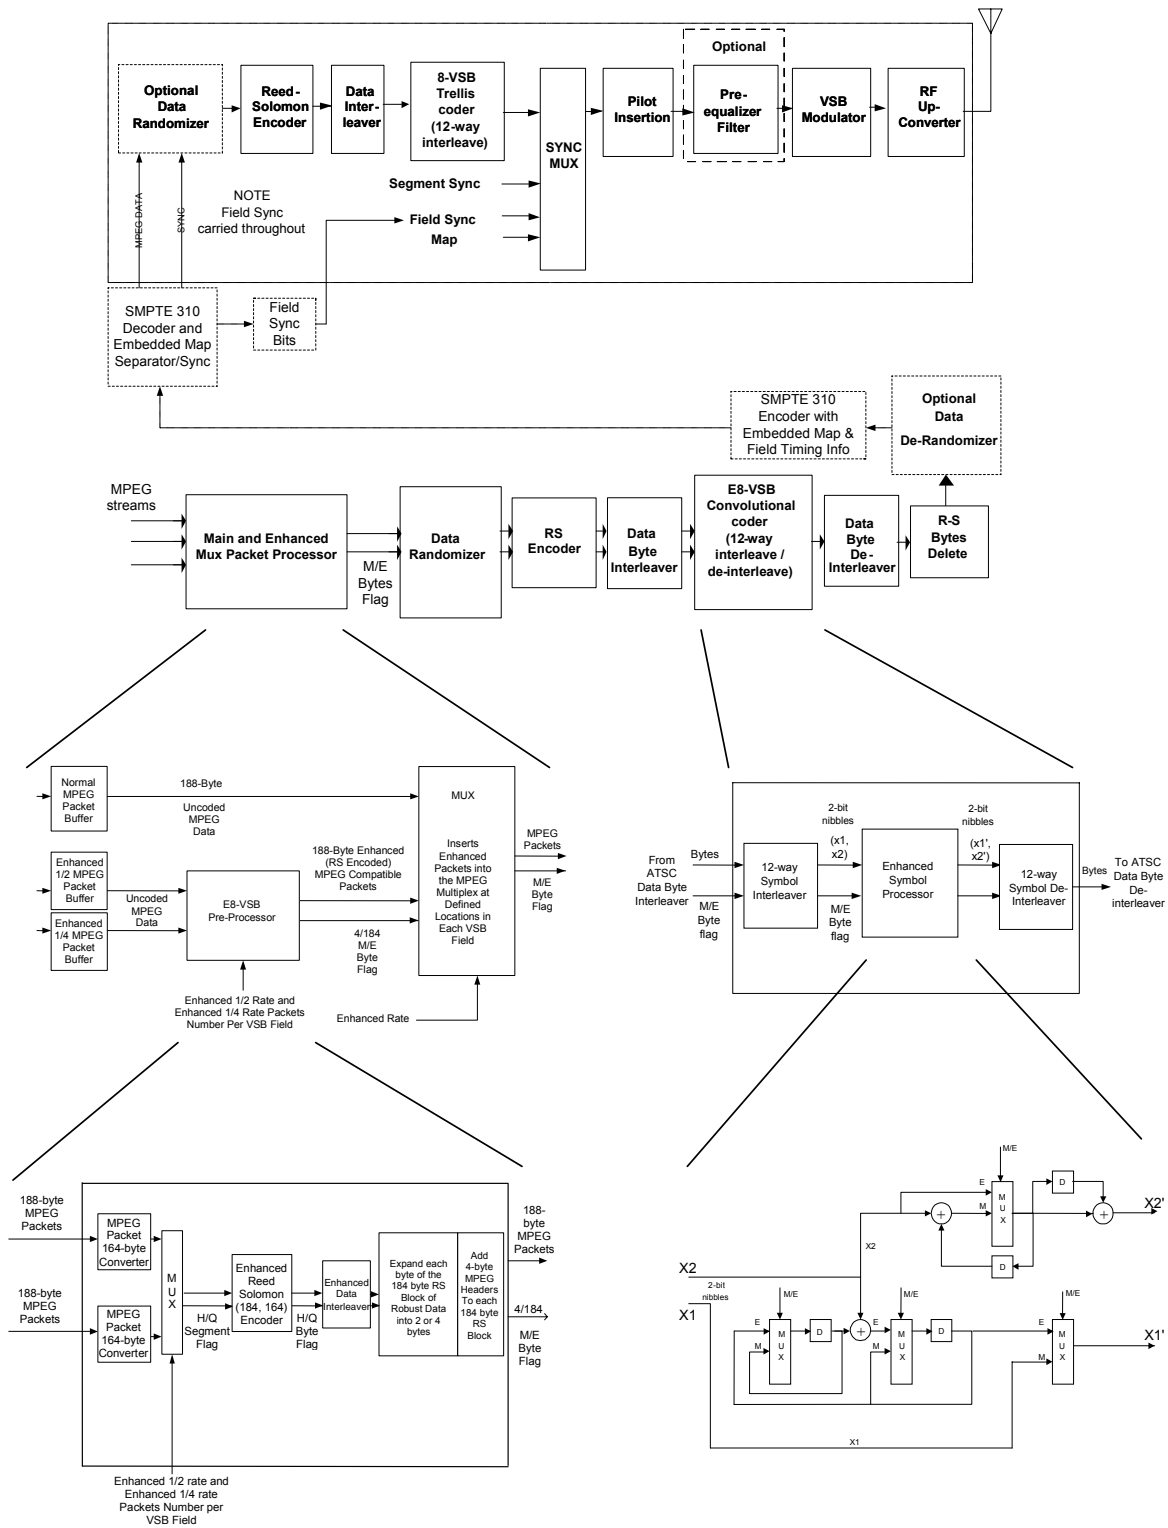 Optional
Optional
Data
Randomizer
Reed-
Solomon
Encoder
Data
Inter-
leaver
8-VSB
Trellis
coder
(12-way
interleave)
SYNC
MUX
Pilot
Insertion
Pre-
equalizer
Filter
VSB
Modulator
RF
Up-
Converter
Segment Sync
Field Sync
Map
MPEG DATA
SYNC
NOTE
Field Sync
carried throughout
SMPTE 310
Decoder and
Embedded Map
Separator/Sync
Field
Sync
Bits
SMPTE 310
Encoder with
Embedded Map &
Field Timing Info
Optional
Data
De-Randomizer
MPEG
streams
Main and Enhanced
Mux Packet Processor
M/E
Bytes
Flag
Data
Randomizer
RS
Encoder
Data
Byte
Interleaver
E8-VSB
Convolutional
coder
(12-way
interleave /
de-interleave)
Data
Byte
De-
Interleaver
R-S
Bytes
Delete
Normal
MPEG
Packet
Buffer
188-Byte
Uncoded
MPEG
Data
Enhanced
1/2 MPEG
Packet
Buffer
Enhanced
1/4 MPEG
Packet
Buffer
Uncoded
MPEG
Data
E8-VSB
Pre-Processor
188-Byte Enhanced
(RS Encoded)
MPEG Compatible
Packets
4/184
M/E
Byte
Flag
MUX
Inserts
Enhanced
Packets into
the MPEG
Multiplex at
Defined
Locations in
Each VSB
Field
MPEG
Packets
M/E
Byte
Flag
Enhanced 1/2 Rate and
Enhanced 1/4 Rate Packets
Number Per VSB Field
Enhanced Rate
From
ATSC
Data Byte
Interleaver
Bytes
M/E
Byte
flag
12-way
Symbol
Interleaver
2-bit
nibbles
(x1,
x2)
M/E
Byte
flag
Enhanced
Symbol
Processor
2-bit
nibbles
(x1',
x2')
12-way
Symbol De-
Interleaver
Bytes
To ATSC
Data Byte
De-
interleaver
188-byte
MPEG
Packets
188-byte
MPEG
Packets
MPEG
Packet
164-byte
Converter
MPEG
Packet
164-byte
Converter
M
U
X
H/Q
Segment
Flag
Enhanced
Reed
Solomon
(184, 164)
Encoder
H/Q
Byte
Flag
Enhanced
Data
Interleaver
Expand each
byte of the
184 byte RS
Block of
Robust Data
into 2 or 4
bytes
Add
4-byte
MPEG
Headers
To each
184 byte
RS
Block
188-
byte
MPEG
Packets
4/184
M/E
Byte
Flag
Enhanced 1/2 rate and
Enhanced 1/4 rate
Packets Number per
VSB Field
M/E
E
M
M
U
X
D
D
X2'
X2
X2
2-bit
nibbles
X1
M/E
E
M
M
U
X
D
M/E
E
M
M
U
X
D
M/E
E
M
M
U
X
X1'
X1